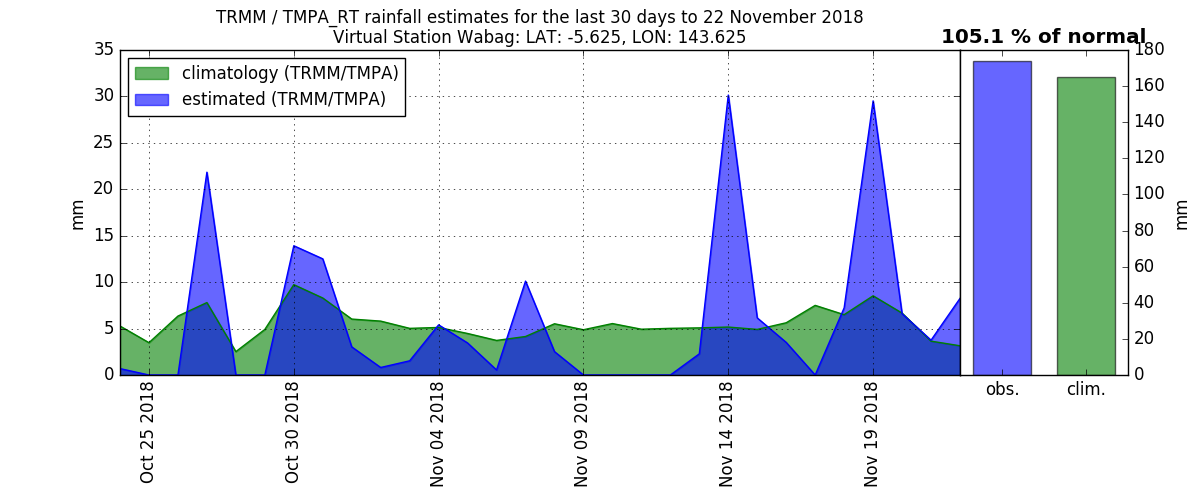 TRMM / TMPA_RT rainfall estimates for the last 30 days to 22 November 2018
Virtual Station Wabag: LAT: -5.625, LON: 143.625
105.1 % of normal
climatology (TRMM/TMPA)
estimated (TRMM/TMPA)
mm
35
30
25
20
15
10
5
0
Oct 25 2018
Oct 30 2018
Nov 04 2018
Nov 09 2018
Nov 14 2018
Nov 19 2018
180
160
140
120
100
80
60
40
20
0
mm
obs.
clim.